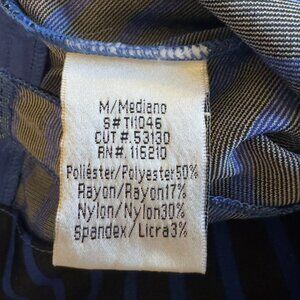 M/Mediano
S# TI1046
CUT #.53130
RN#.115210
Poliéster/Polyester50%
Rayon/Rayon17%
Nylon/Nylon30%
Spandex/Licra3%